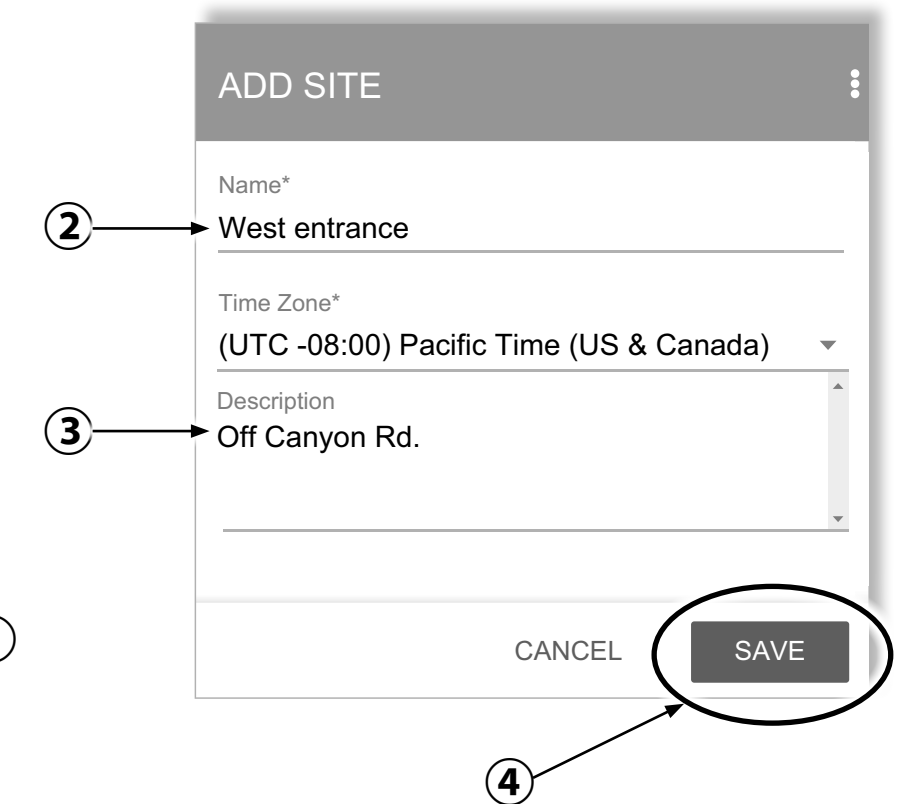 ADD SITE
Name*
② West entrance
Time Zone*
(UTC -08:00) Pacific Time (US & Canada)
Description
③ Off Canyon Rd.
CANCEL SAVE
④